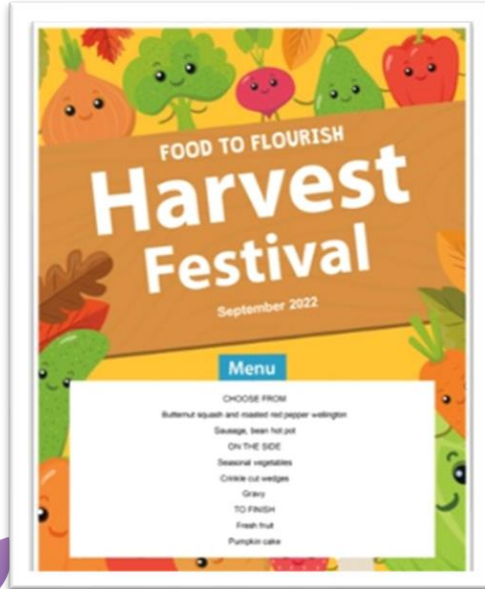 FOOD TO FLOURISH
Harvest
Festival
September 2022
Menu
CHOOSE FROM
Butternut squash and roasted red pepper wellington
Sausage, bean hot pot
ON THE SIDE
Seasonal vegetables
Crinkle cut wedges
Gravy
TO FINISH
Fresh fruit
Pumpkin cake